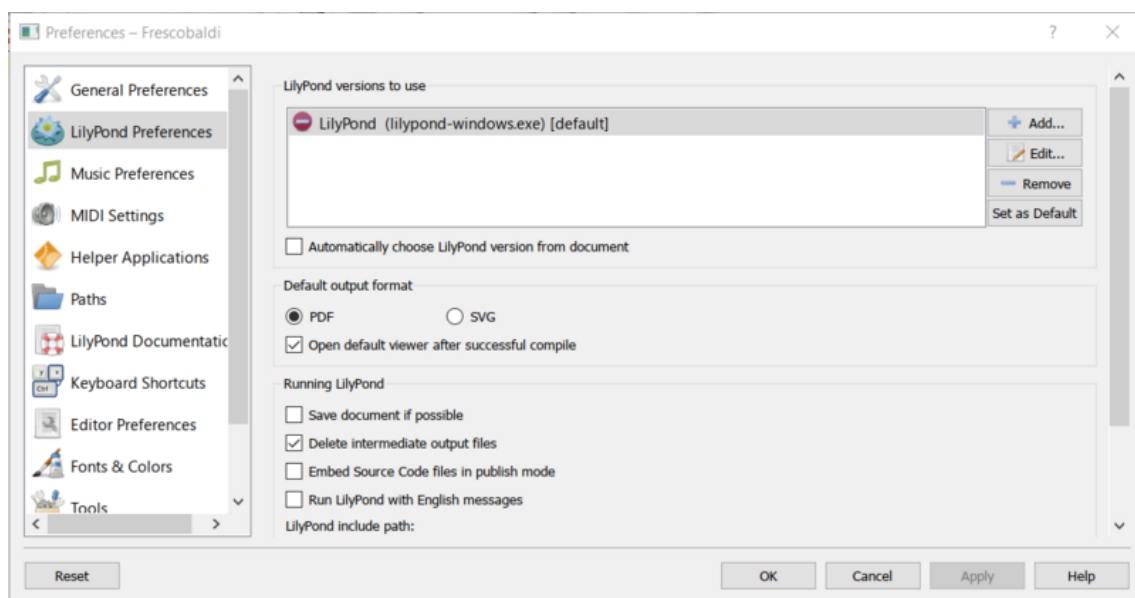 Preferences – Frescobaldi
?
General Preferences
LilyPond Preferences
Music Preferences
MIDI Settings
Helper Applications
Paths
LilyPond Documentatic
Keyboard Shortcuts
Editor Preferences
Fonts & Colors
Tools
LilyPond versions to use
LilyPond (lilypond-windows.exe) [default]
Add...
Edit...
Remove
Set as Default
Automatically choose LilyPond version from document
Default output format
PDF SVG
Open default viewer after successful compile
Running LilyPond
Save document if possible
Delete intermediate output files
Embed Source Code files in publish mode
Run LilyPond with English messages
LilyPond include path:
Reset OK Cancel Apply Help